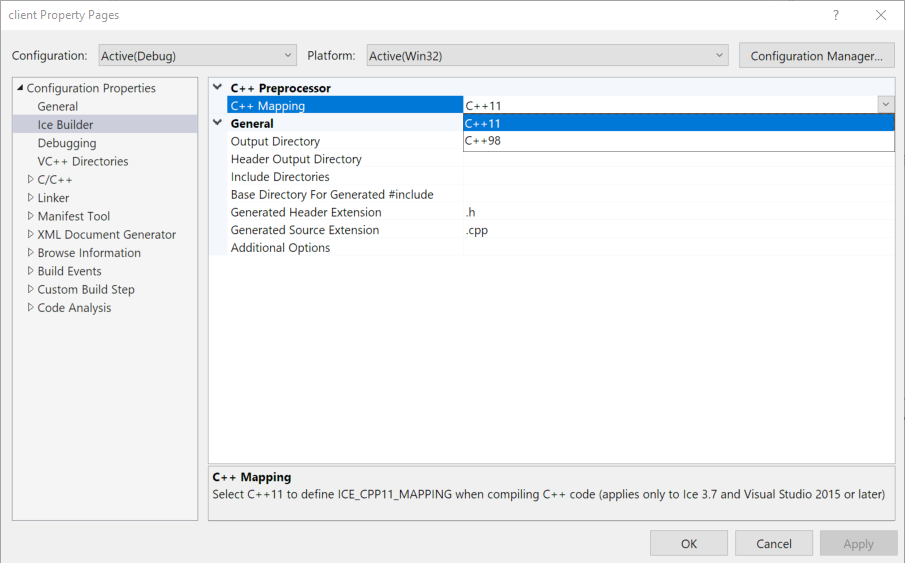 client Property Pages
Configuration: Active(Debug) Platform: Active(Win32) Configuration Manager...
Configuration Properties
General
Ice Builder
Debugging
VC++ Directories
C/C++
Linker
Manifest Tool
XML Document Generator
Browse Information
Build Events
Custom Build Step
Code Analysis
C++ Preprocessor
C++ Mapping C++11
C++11
C++98
General
Output Directory
Header Output Directory
Include Directories
Base Directory For Generated #include
Generated Header Extension .h
Generated Source Extension .cpp
Additional Options
C++ Mapping
Select C++11 to define ICE_CPP11_MAPPING when compiling C++ code (applies only to Ice 3.7 and Visual Studio 2015 or later)
OK Cancel Apply